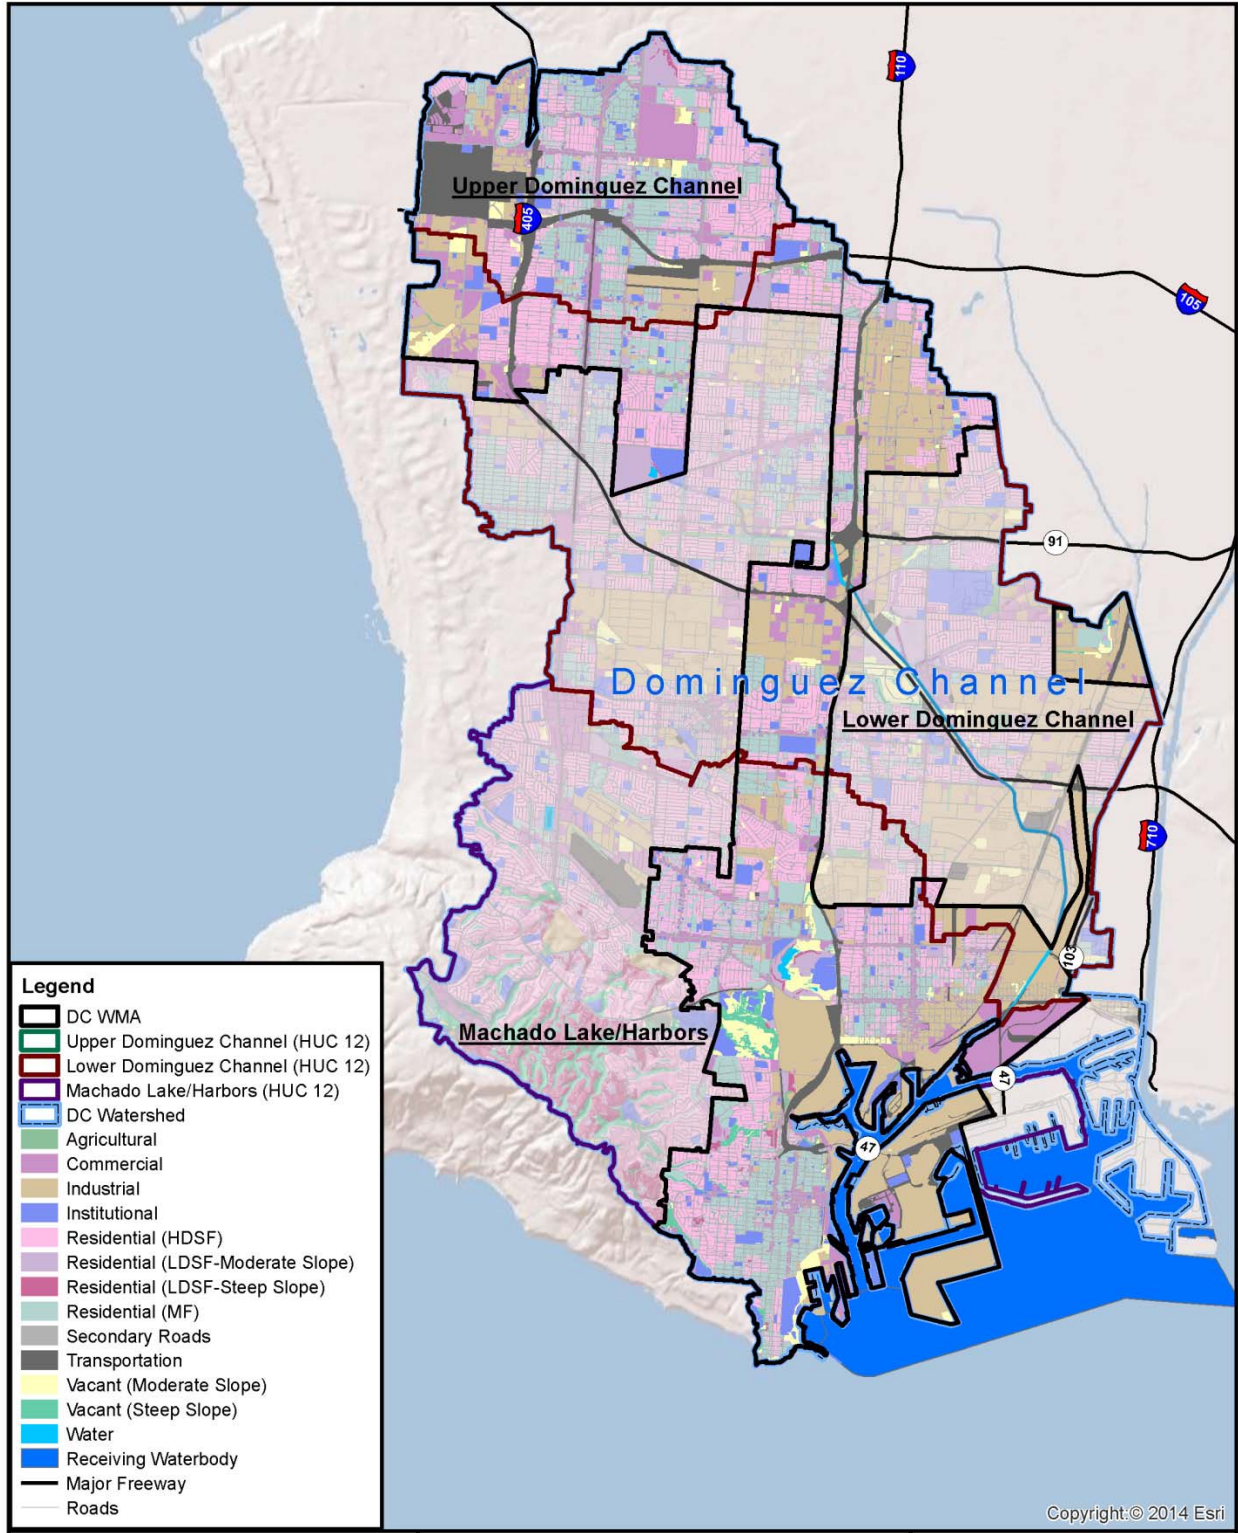 110
Upper Dominguez Channel
405
105
91
Dominguez Channel
Lower Dominguez Channel
710
103
Machado Lake/Harbors
47
47
Legend
DC WMA
Upper Dominguez Channel (HUC 12)
Lower Dominguez Channel (HUC 12)
Machado Lake/Harbors (HUC 12)
DC Watershed
Agricultural
Commercial
Industrial
Institutional
Residential (HDSF)
Residential (LDSF-Moderate Slope)
Residential (LDSF-Steep Slope)
Residential (MF)
Secondary Roads
Transportation
Vacant (Moderate Slope)
Vacant (Steep Slope)
Water
Receiving Waterbody
Major Freeway
Roads
Copyright:© 2014 Esri